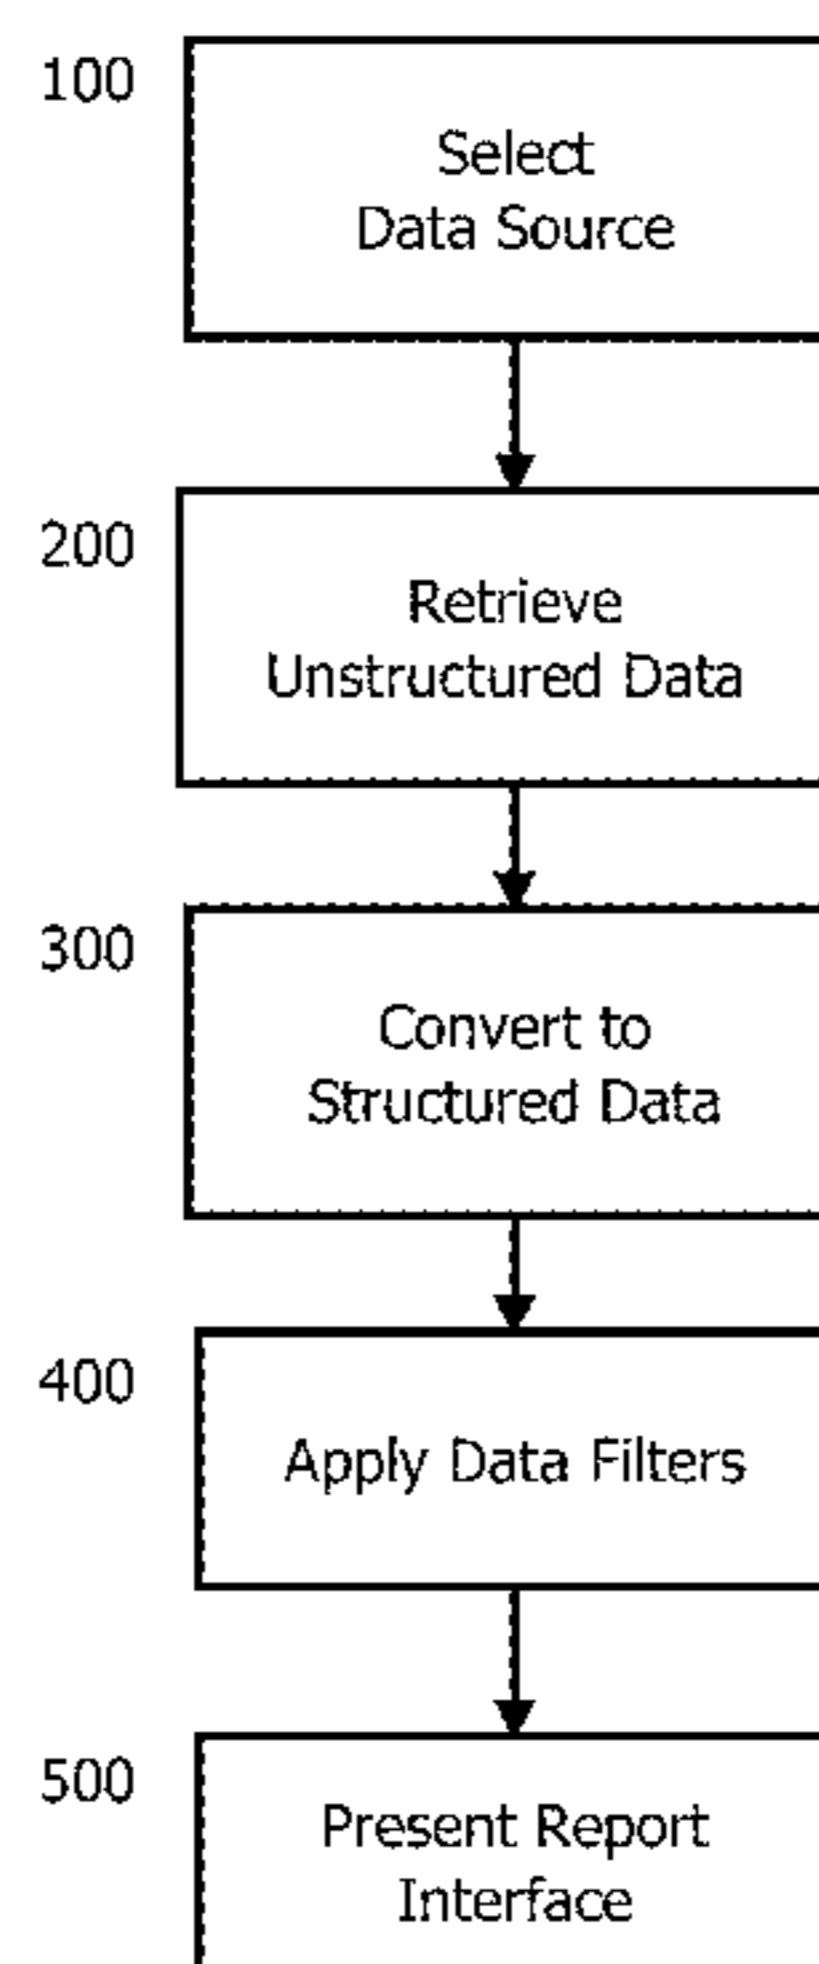 100
Select
Data Source
200
Retrieve
Unstructured Data
300
Convert to
Structured Data
400
Apply Data Filters
500
Present Report
Interface